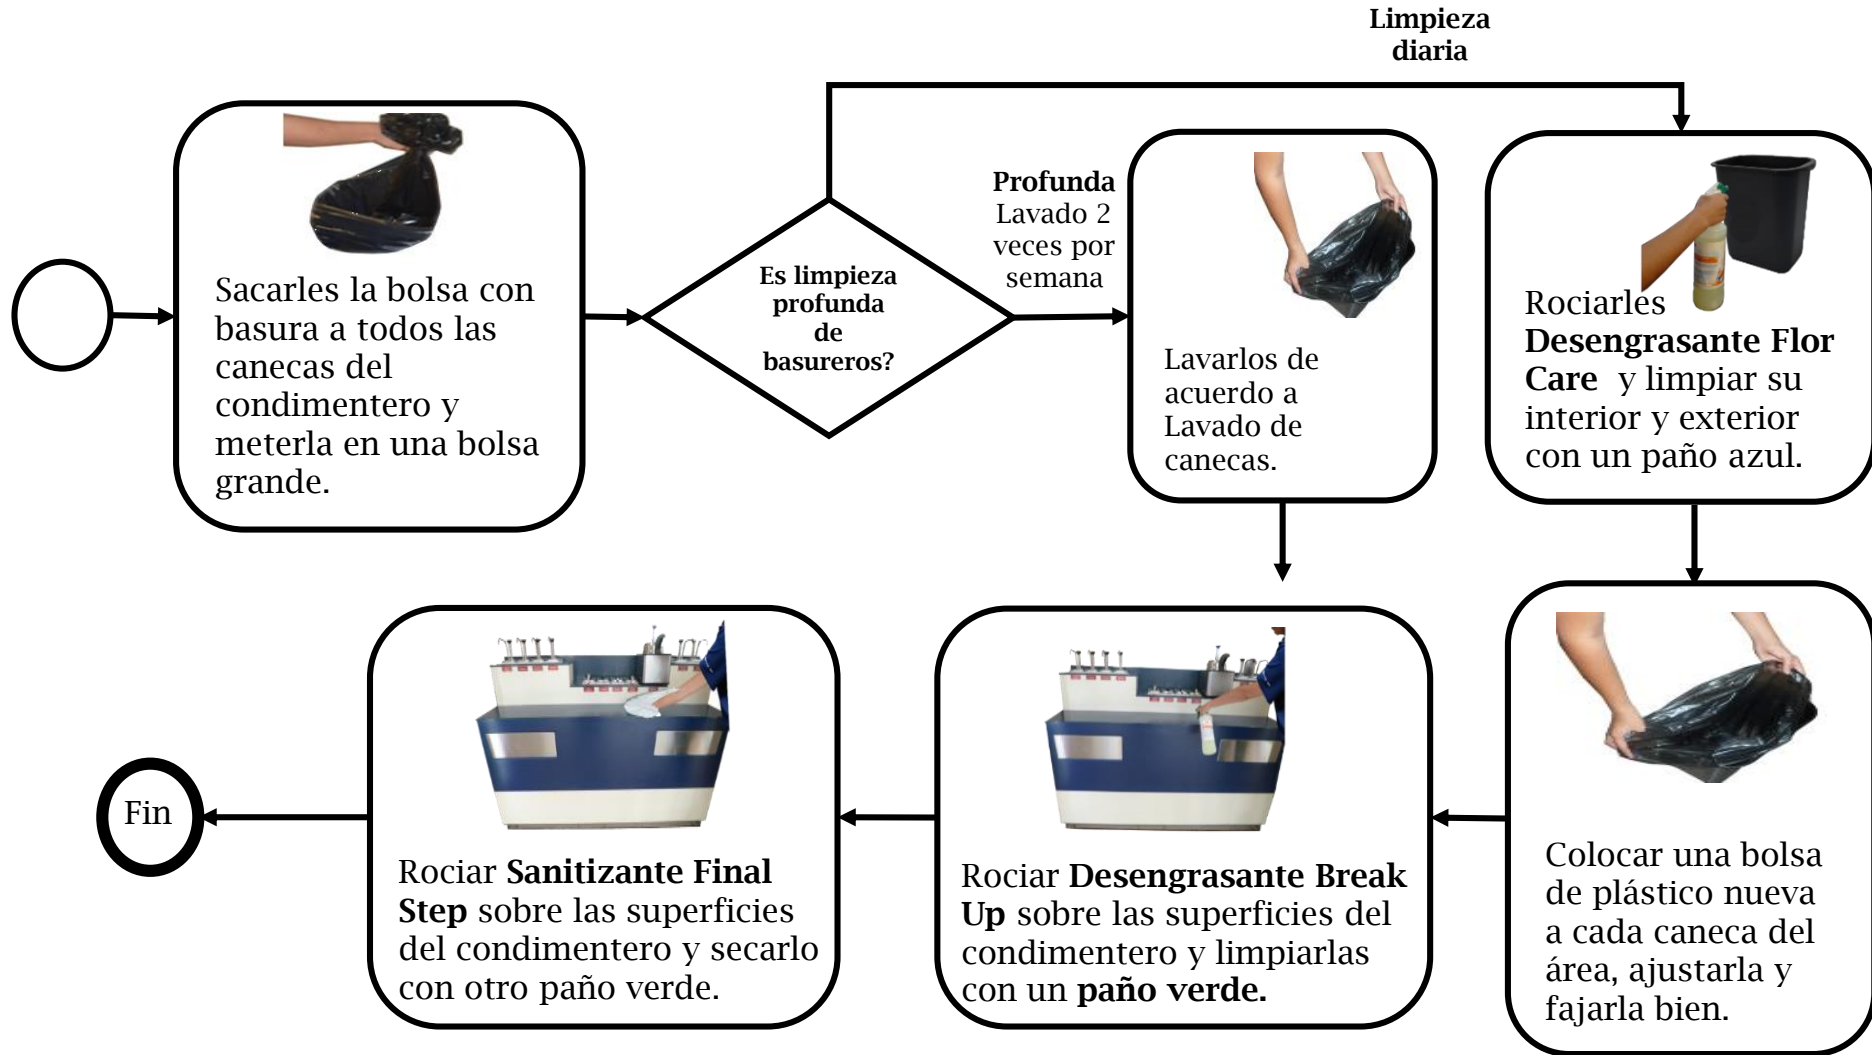 Limpieza
diaria
Sacarles la bolsa con
basura a todos las
canecas del
condimentero y
meterla en una bolsa
grande.
Es limpieza
profunda
de
basureros?
Profunda
Lavado 2
veces por
semana
Lavarlos de
acuerdo a
Lavado de
canecas.
Rociarles
Desengrasante Flor
Care y limpiar su
interior y exterior
con un paño azul.
Colocar una bolsa
de plástico nueva
a cada caneca del
área, ajustarla y
fajarla bien.
Rociar Desengrasante Break
Up sobre las superficies del
condimentero y limpiarlas
con un paño verde.
Rociar Sanitizante Final
Step sobre las superficies
del condimentero y secarlo
con otro paño verde.
Fin